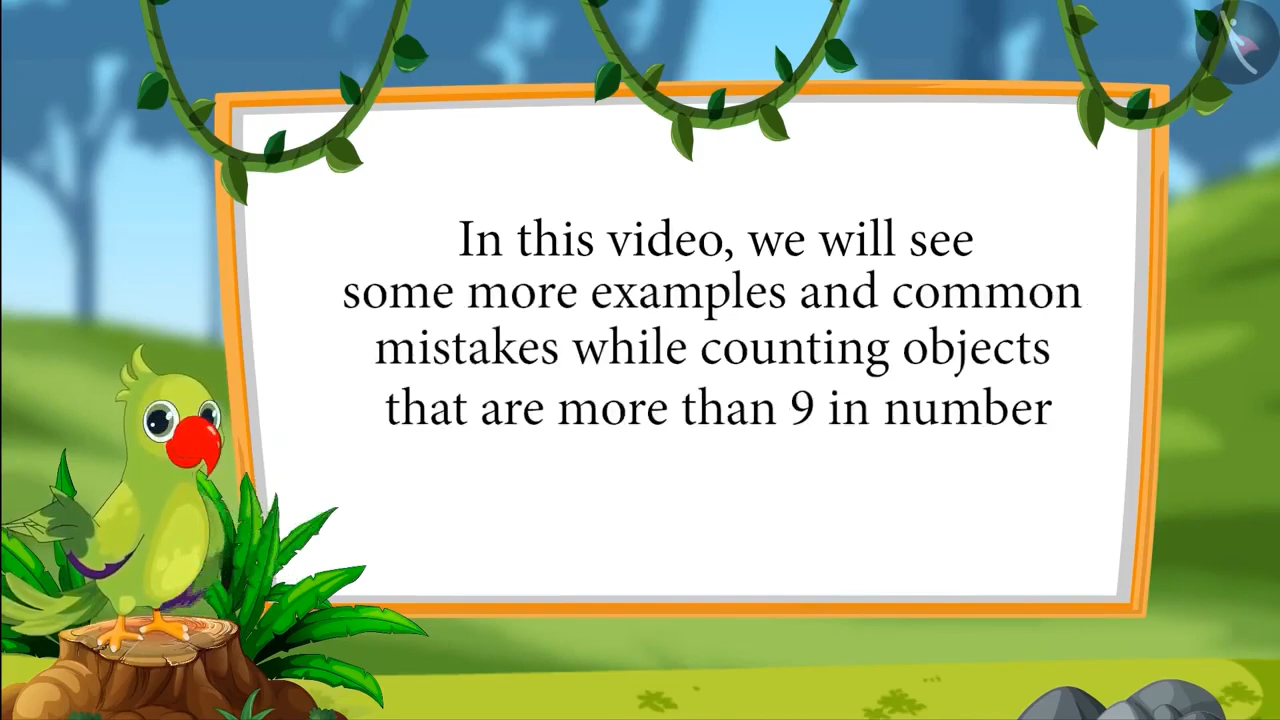 In this video, we will see
some more examples and common
mistakes while counting objects
that are more than 9 in number